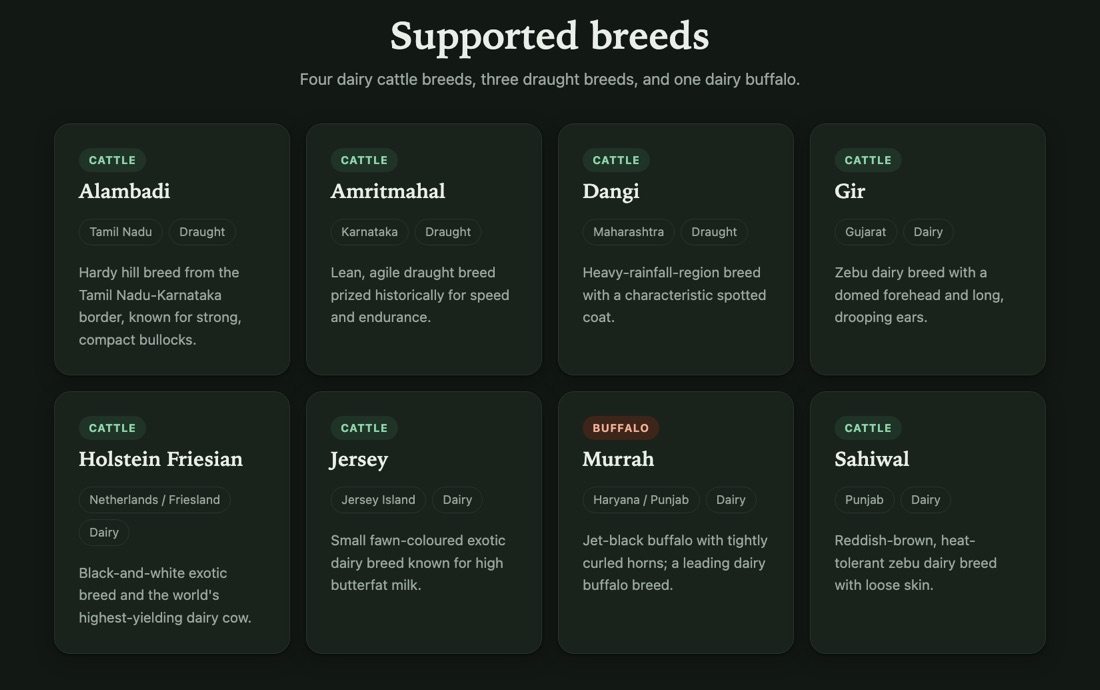 Supported breeds
Four dairy cattle breeds, three draught breeds, and one dairy buffalo.
CATTLE
Alambadi
Tamil Nadu
Draught
Hardy hill breed from the
Tamil Nadu-Karnataka
border, known for strong,
compact bullocks.
CATTLE
Amritmahal
Karnataka
Draught
Lean, agile draught breed
prized historically for speed
and endurance.
CATTLE
Dangi
Maharashtra
Draught
Heavy-rainfall-region breed
with a characteristic spotted
coat.
CATTLE
Gir
Gujarat
Dairy
Zebu dairy breed with a
domed forehead and long,
drooping ears.
CATTLE
Holstein Friesian
Netherlands / Friesland
Dairy
Black-and-white exotic
breed and the world's
highest-yielding dairy cow.
CATTLE
Jersey
Jersey Island
Dairy
Small fawn-coloured exotic
dairy breed known for high
butterfat milk.
BUFFALO
Murrah
Haryana / Punjab
Dairy
Jet-black buffalo with tightly
curled horns; a leading dairy
buffalo breed.
CATTLE
Sahiwal
Punjab
Dairy
Reddish-brown, heat-
tolerant zebu dairy breed
with loose skin.